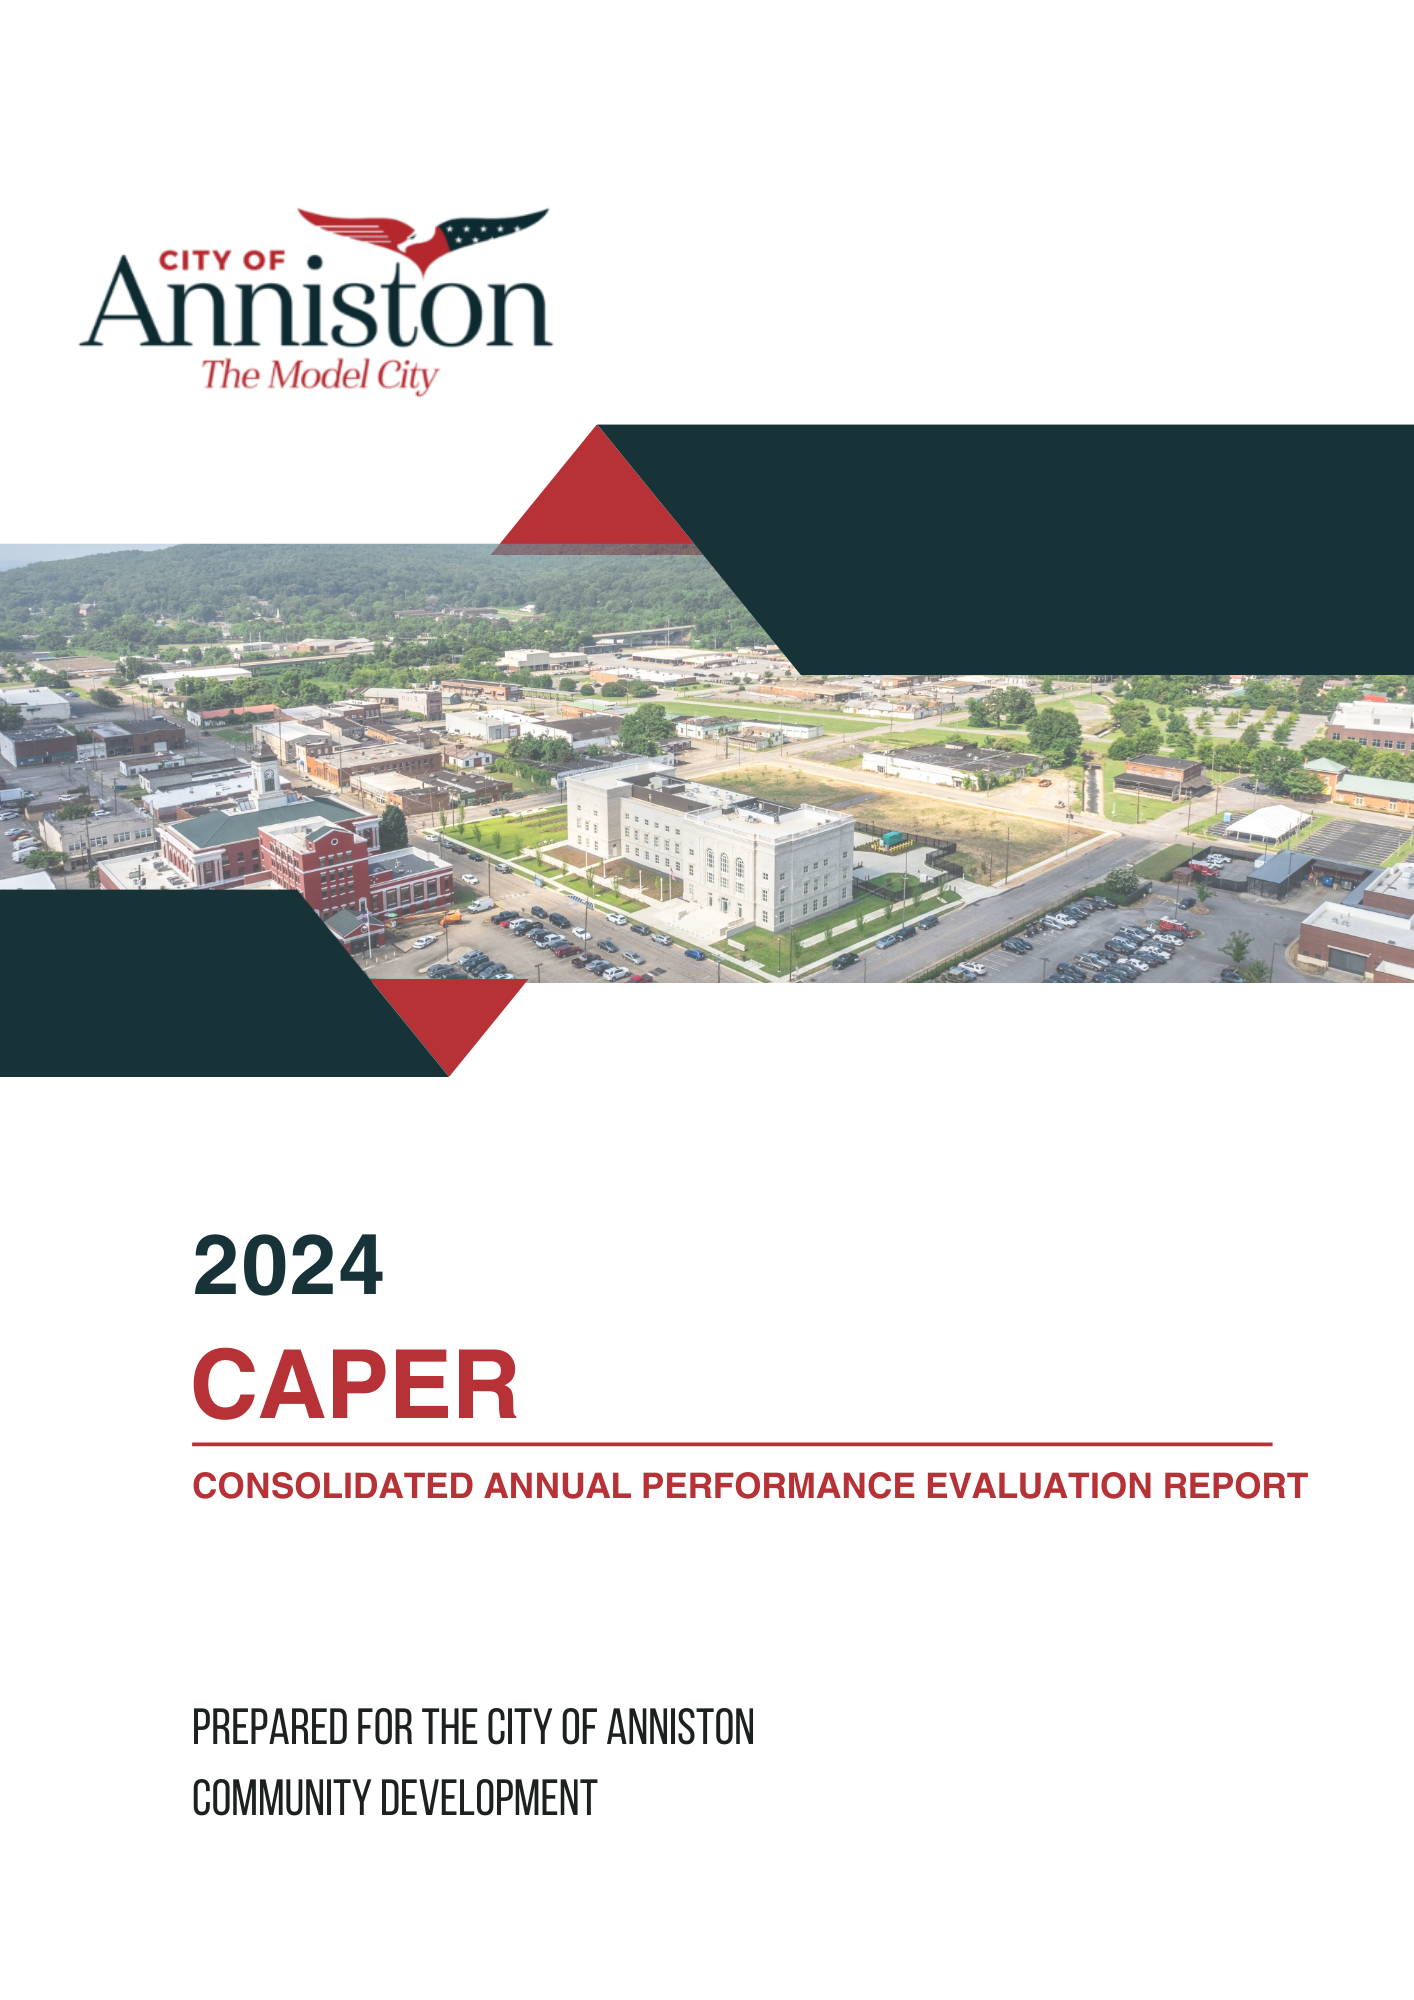 CITY OF
Anniston
The Model City
2024
CAPER
CONSOLIDATED ANNUAL PERFORMANCE EVALUATION REPORT
PREPARED FOR THE CITY OF ANNISTON
COMMUNITY DEVELOPMENT